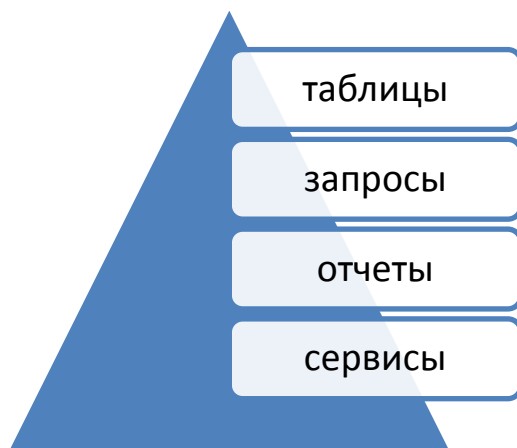 таблицы
запросы
отчеты
сервисы